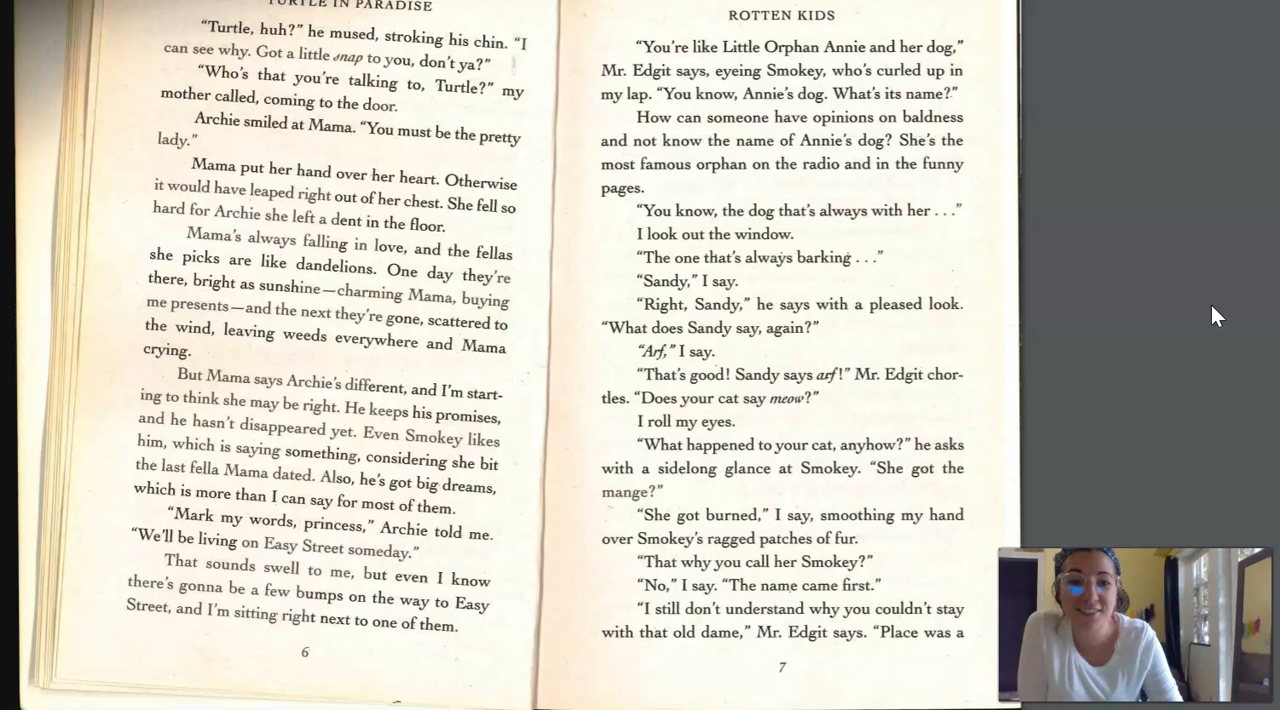 TURTLE IN PARADISE
“Turtle, huh?” he mused, stroking his chin. “I
can see why. Got a little snap to you, don’t ya?”
“Who’s that you’re talking to, Turtle?” my
mother called, coming to the door.
Archie smiled at Mama. “You must be the pretty
lady.”
Mama put her hand over her heart. Otherwise
it would have leaped right out of her chest. She fell so
hard for Archie she left a dent in the floor.
Mama’s always falling in love, and the fellas
she picks are like dandelions. One day they’re
there, bright as sunshine—charming Mama, buying
me presents—and the next they’re gone, scattered to
the wind, leaving weeds everywhere and Mama
crying.
But Mama says Archie’s different, and I’m start-
ing to think she may be right. He keeps his promises,
and he hasn’t disappeared yet. Even Smokey likes
him, which is saying something, considering she bit
the last fella Mama dated. Also, he’s got big dreams,
which is more than I can say for most of them.
“Mark my words, princess,” Archie told me.
“We’ll be living on Easy Street someday.”
That sounds swell to me, but even I know
there’s gonna be a few bumps on the way to Easy
Street, and I’m sitting right next to one of them.
6
ROTTEN KIDS
“You’re like Little Orphan Annie and her dog,”
Mr. Edgit says, eyeing Smokey, who’s curled up in
my lap. “You know, Annie’s dog. What’s its name?”
How can someone have opinions on baldness
and not know the name of Annie’s dog? She’s the
most famous orphan on the radio and in the funny
pages.
“You know, the dog that’s always with her . . .”
I look out the window.
“The one that’s always barking . . .”
“Sandy,” I say.
“Right, Sandy,” he says with a pleased look.
“What does Sandy say, again?”
“Arf,” I say.
“That’s good! Sandy says arf!” Mr. Edgit chor-
tles. “Does your cat say meow?”
I roll my eyes.
“What happened to your cat, anyhow?” he asks
with a sidelong glance at Smokey. “She got the
mange?”
“She got burned,” I say, smoothing my hand
over Smokey’s ragged patches of fur.
“That why you call her Smokey?”
“No,” I say. “The name came first.”
“I still don’t understand why you couldn’t stay
with that old dame,” Mr. Edgit says. “Place was a
7